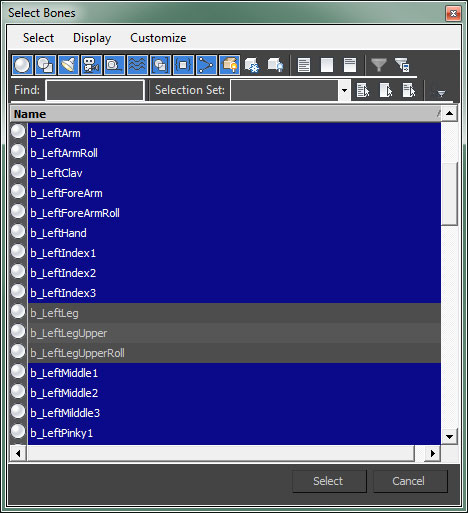 Select Bones
Select Display Customize
Find: Selection Set:
Name
b_LeftArm
b_LeftArmRoll
b_LeftClav
b_LeftForeArm
b_LeftForeArmRoll
b_LeftHand
b_LeftIndex1
b_LeftIndex2
b_LeftIndex3
b_LeftLeg
b_LeftLegUpper
b_LeftLegUpperRoll
b_LeftMiddle1
b_LeftMiddle2
b_LeftMilddle3
b_LeftPinky1
Select Cancel